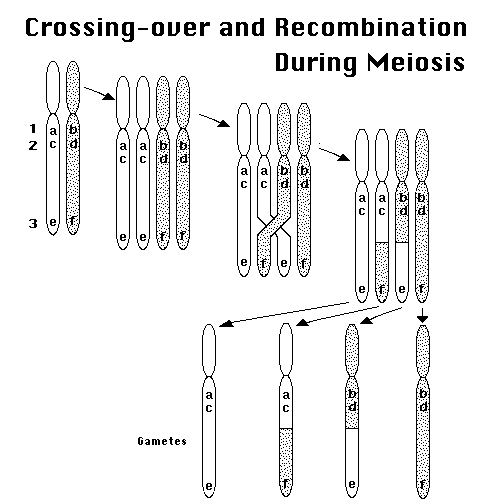 Crossing-over and Recombination
During Meiosis
1 a b
2 c d
3 e f
a a b b
c c d d
e e f f
a a b b
c c d d
e f e f
a a b b
c c d d
e f e f
a a b b
c c d d
Gametes
e f e f